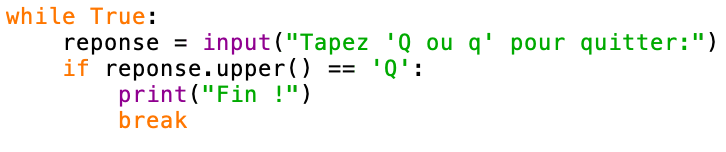 while True:
    reponse = input("Tapez 'Q ou q' pour quitter:")
    if reponse.upper() == 'Q':
        print("Fin !")
        break